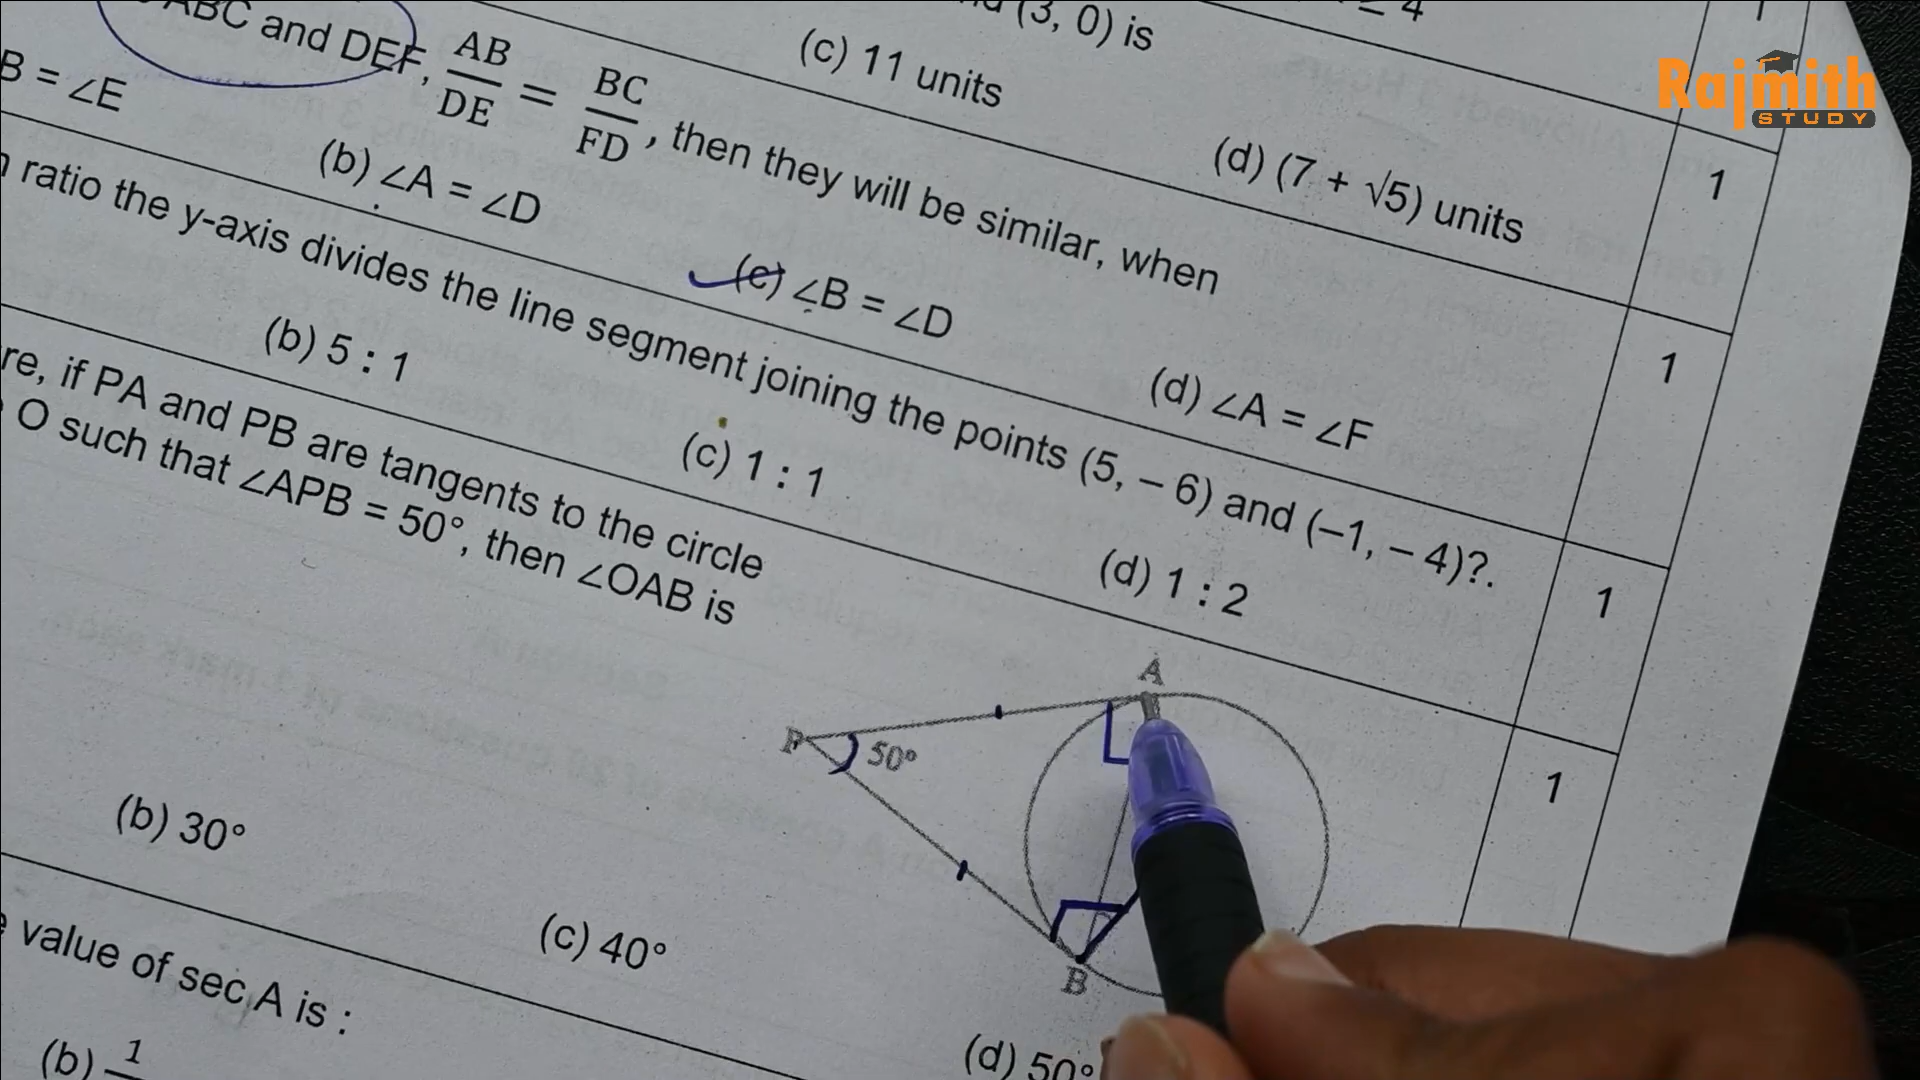 (3, 0) is
4
1
(c) 11 units
(d) (7 + √5) units
1
ABC and DEF, AB/DE = BC/FD, then they will be similar, when
1
B = ∠E
(b) ∠A = ∠D
(c) ∠B = ∠D
(d) ∠A = ∠F
ratio the y-axis divides the line segment joining the points (5, – 6) and (–1, – 4)?.
1
(b) 5 : 1
(c) 1 : 1
(d) 1 : 2
re, if PA and PB are tangents to the circle
O such that ∠APB = 50°, then ∠OAB is
1
A
P
50°
B
(b) 30°
(c) 40°
(d) 50°
value of sec A is :
(b) 1
Rajmith
STUDY